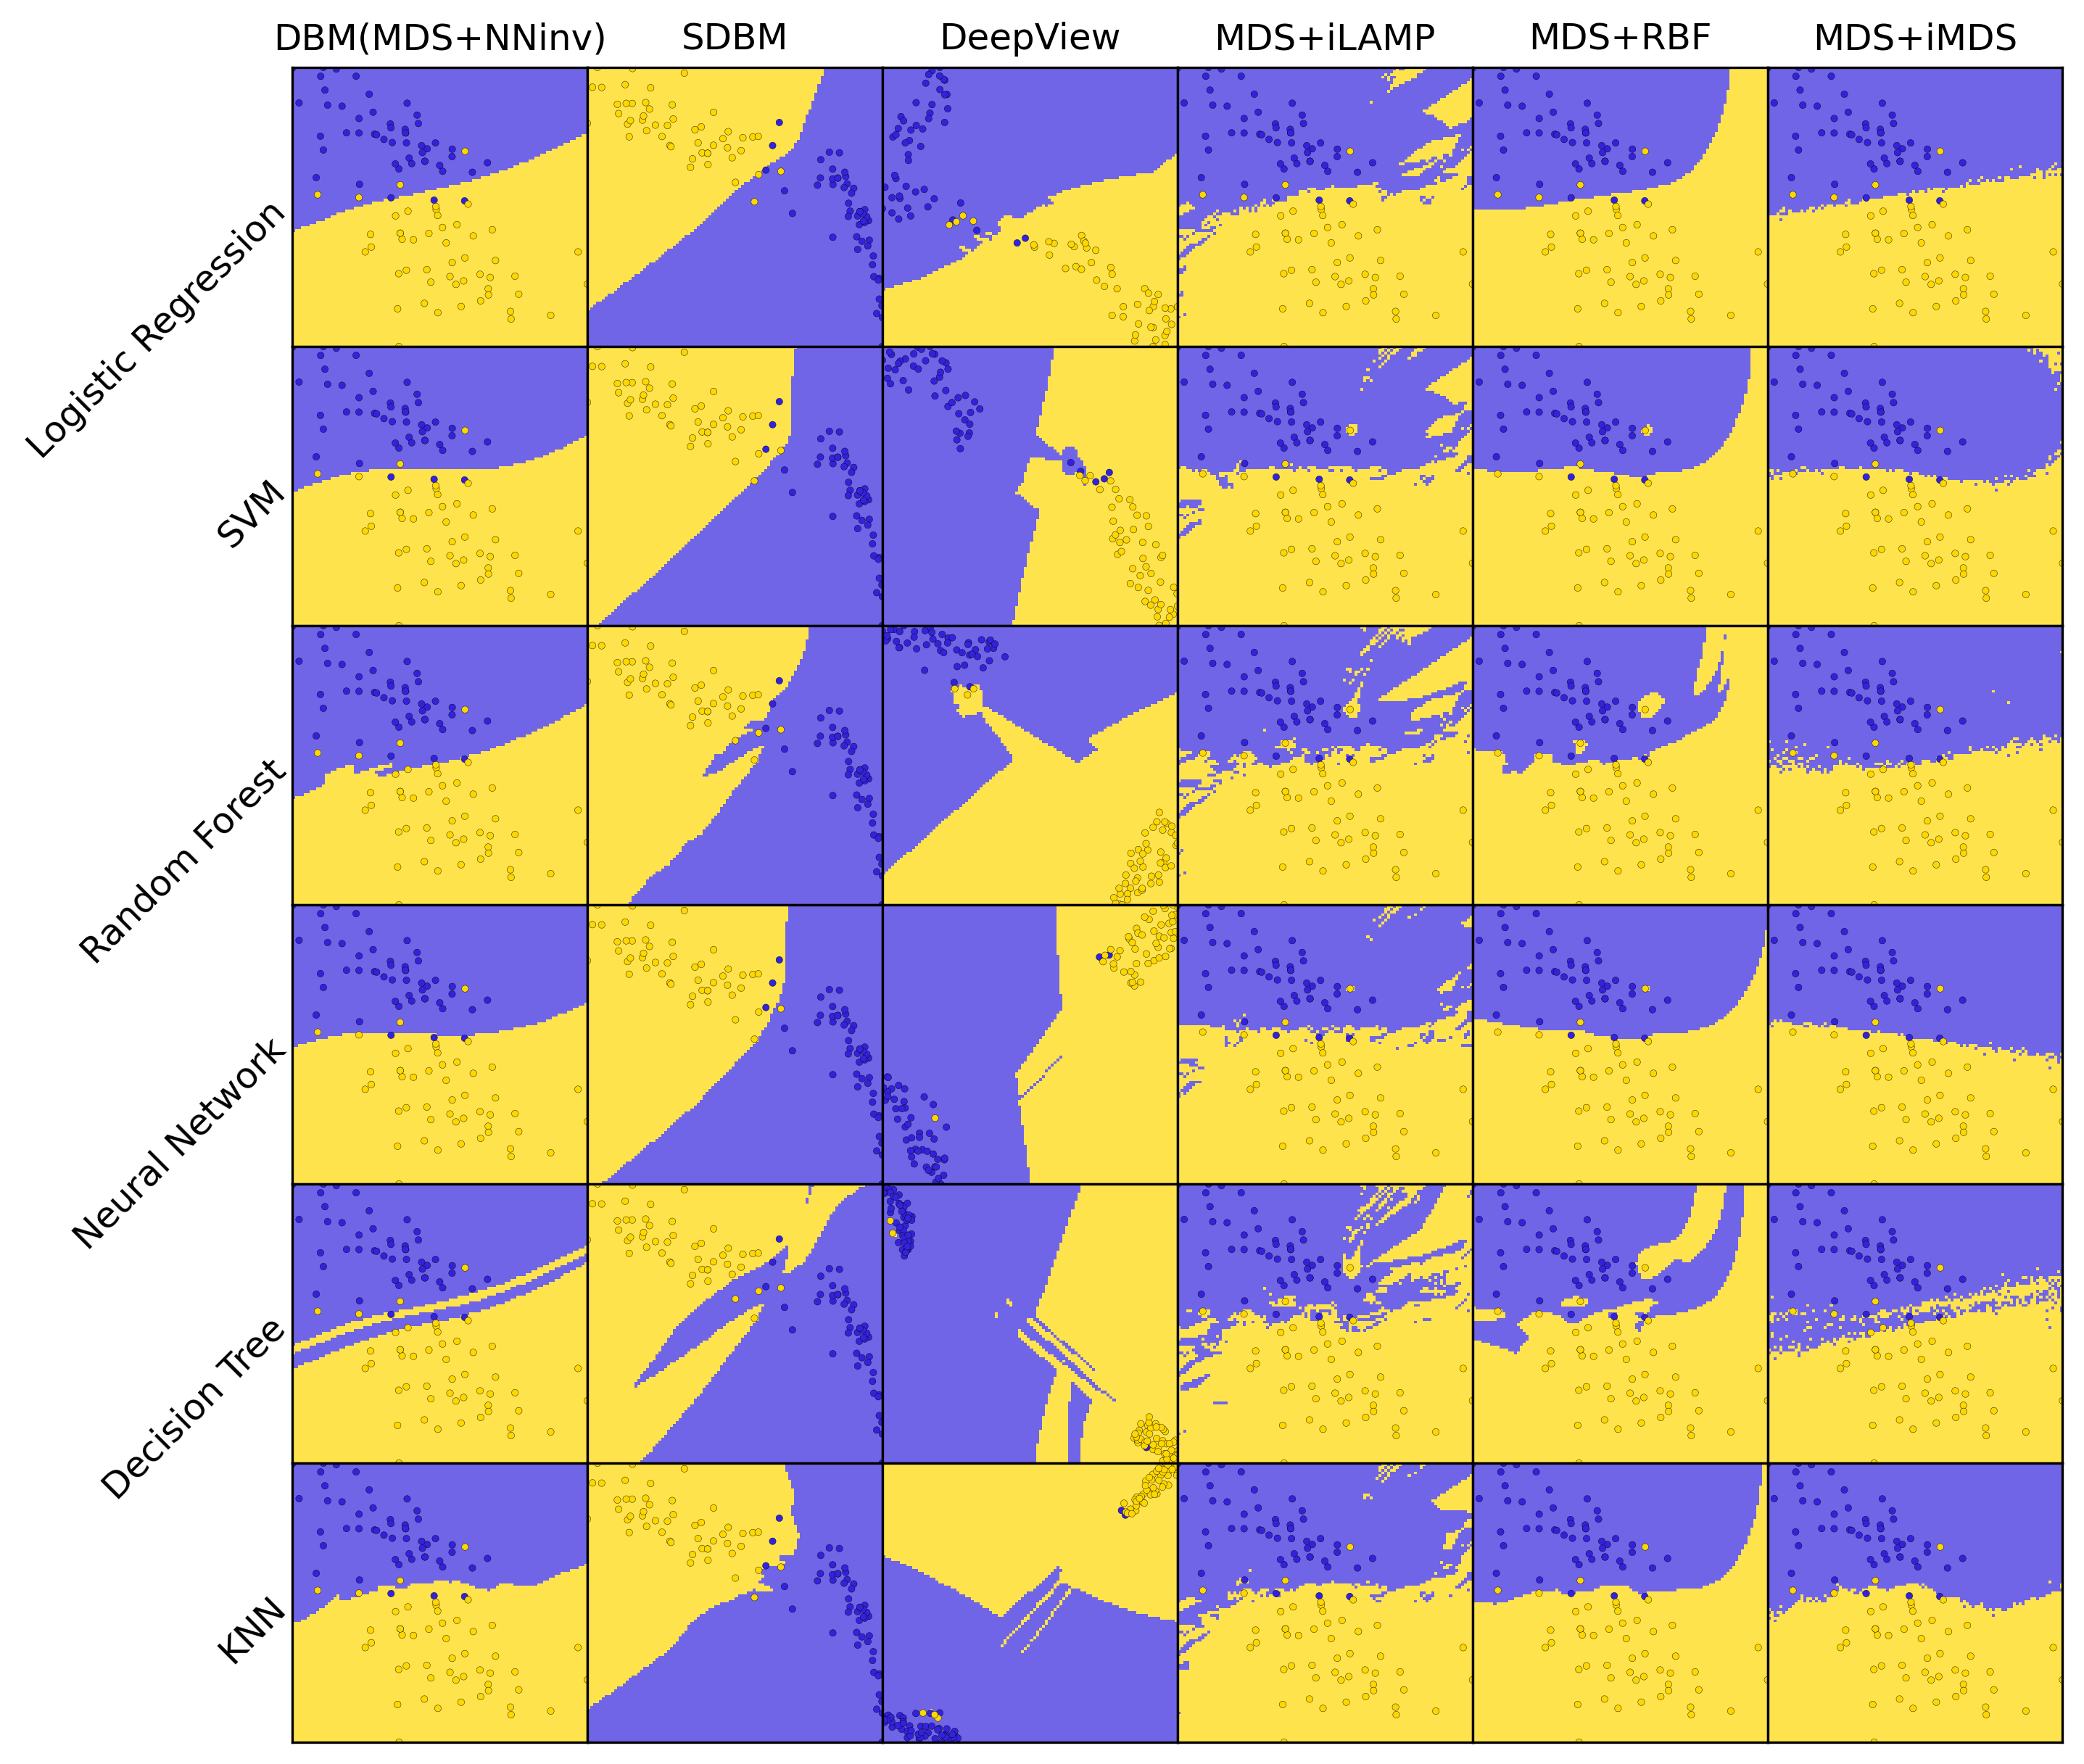 DBM(MDS+NNinv) SDBM DeepView MDS+iLAMP MDS+RBF MDS+iMDS
Logistic Regression
SVM
Random Forest
Neural Network
Decision Tree
KNN